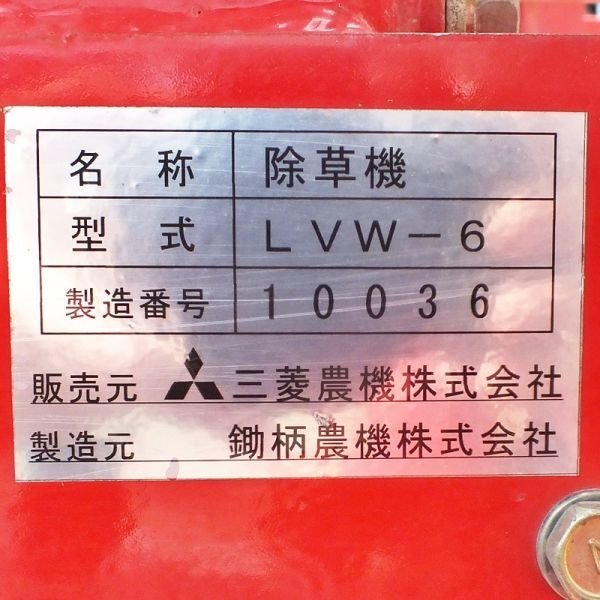 名称 除草機
型式 LVW-6
製造番号 10036
販売元 三菱農機株式会社
製造元 鋤柄農機株式会社